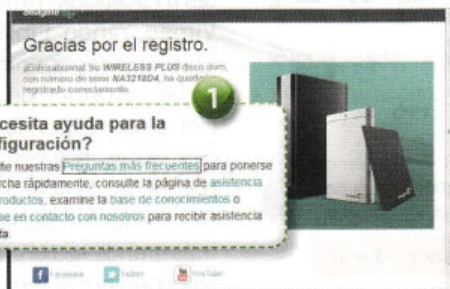 Gracias por el registro.
¡Enhorabuena! Su WIRELESS PLUS disco duro,
con número de serie NA3218D4, ha quedado
registrado correctamente.
1
cesita ayuda para la
figuración?
lte nuestras Preguntas más frecuentes para ponerse
rcha rápidamente, consulte la página de asistencia
roductos, examine la base de conocimientos o
se en contacto con nosotros para recibir asistencia
ta.
Facebook
Twitter
YouTube